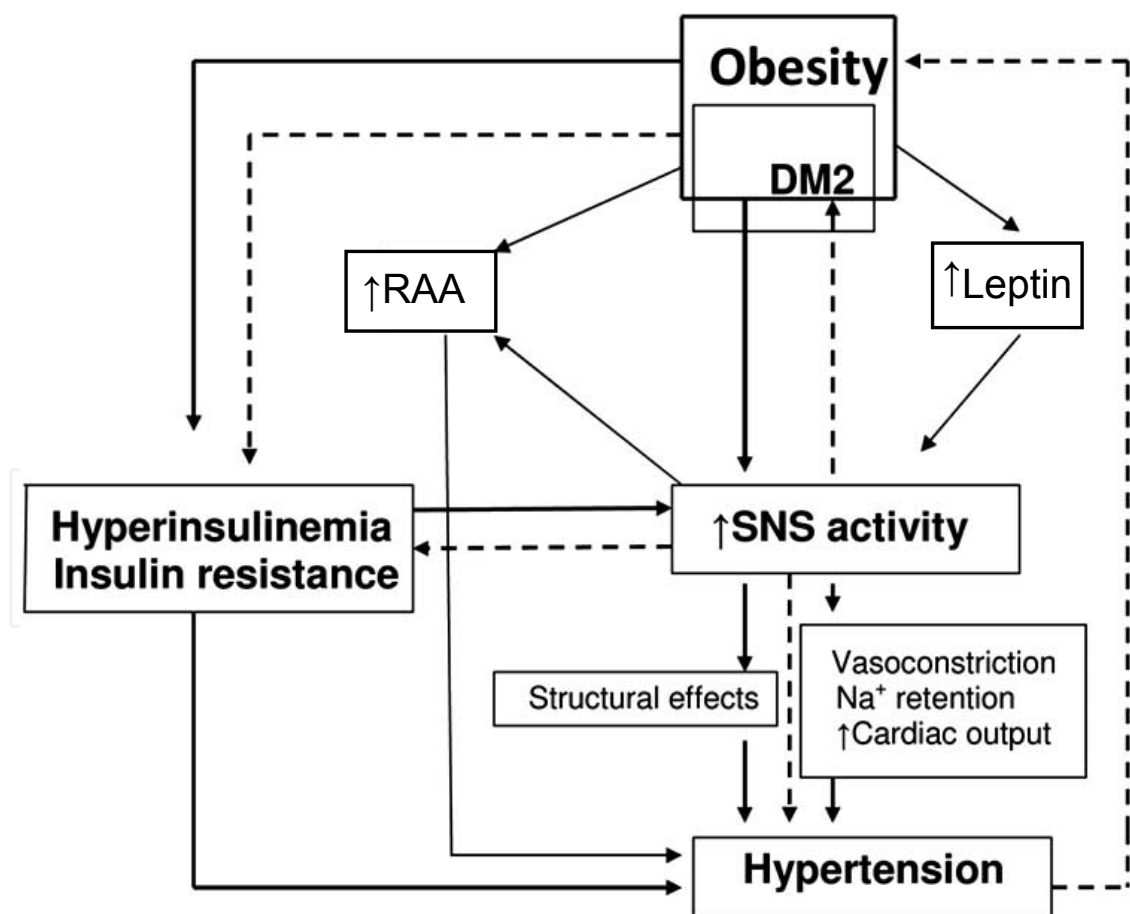 Obesity
DM2
↑RAA
↑Leptin
Hyperinsulinemia
Insulin resistance
↑SNS activity
Structural effects
Vasoconstriction
Na⁺ retention
↑Cardiac output
Hypertension